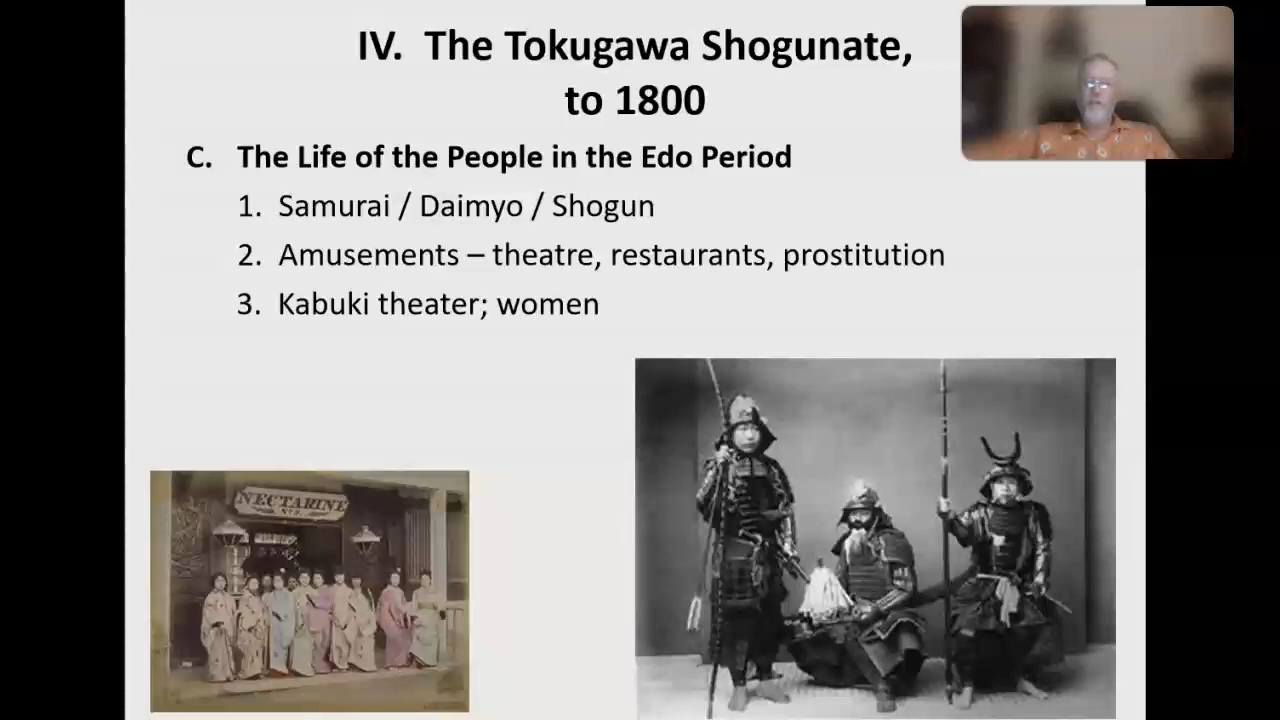 IV. The Tokugawa Shogunate,
to 1800
C. The Life of the People in the Edo Period
1. Samurai / Daimyo / Shogun
2. Amusements – theatre, restaurants, prostitution
3. Kabuki theater; women
NECTARINE